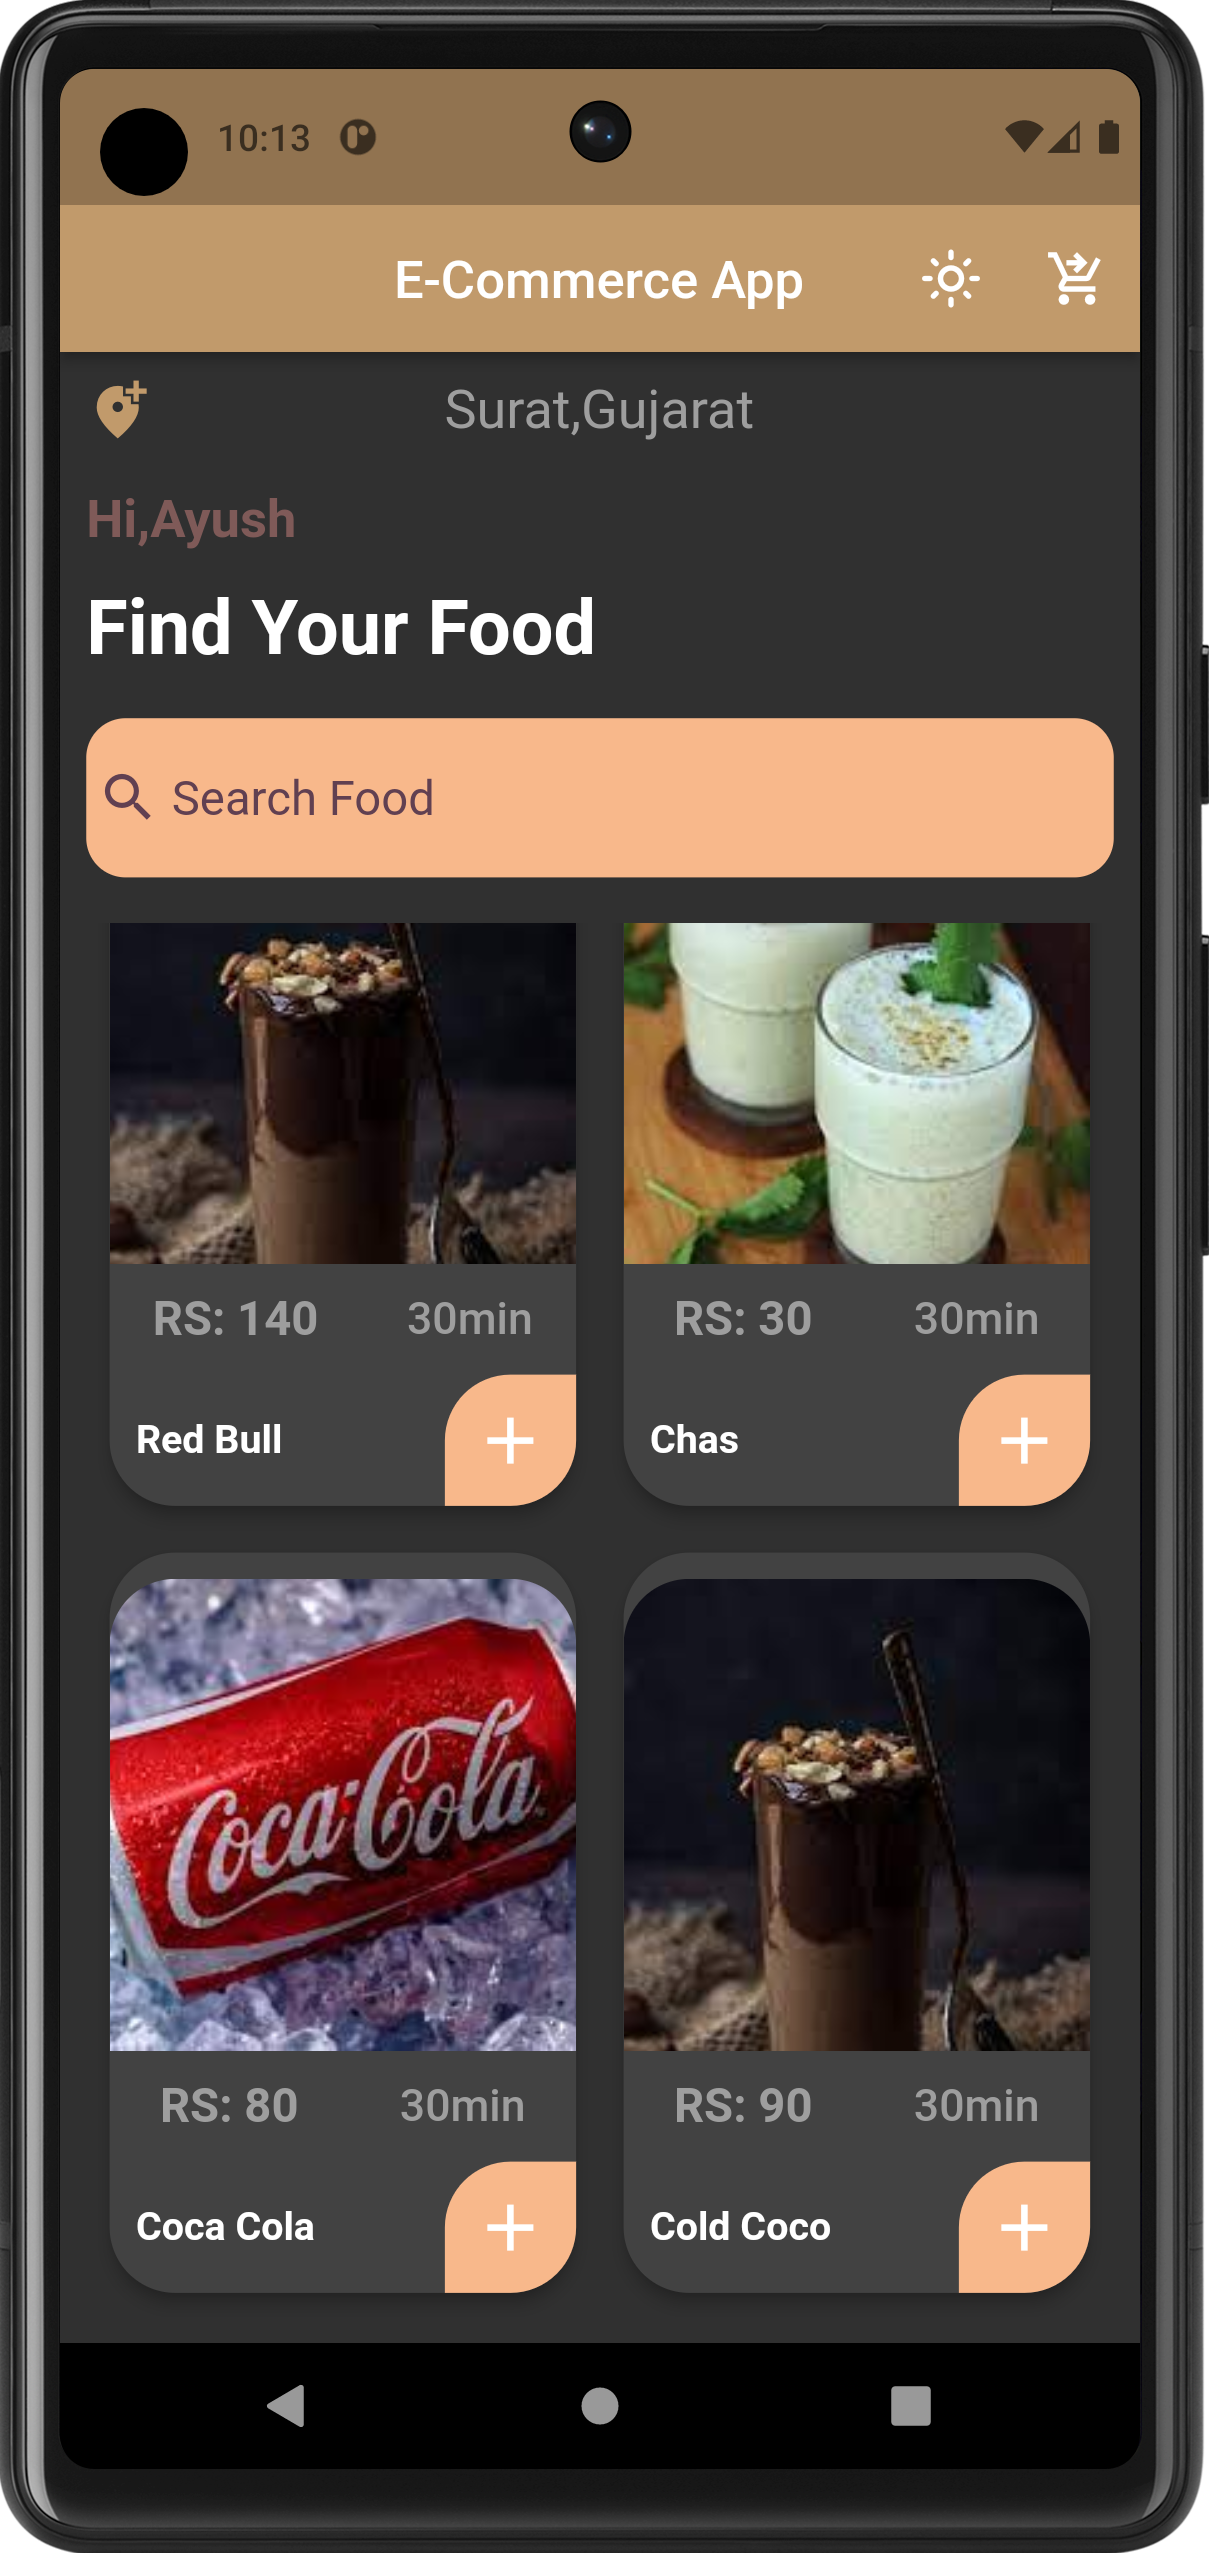 10:13
E-Commerce App
Surat,Gujarat
Hi,Ayush
Find Your Food
Search Food
RS: 140 30min
RS: 30 30min
Red Bull
Chas
Coca-Cola
RS: 80 30min
RS: 90 30min
Coca Cola
Cold Coco